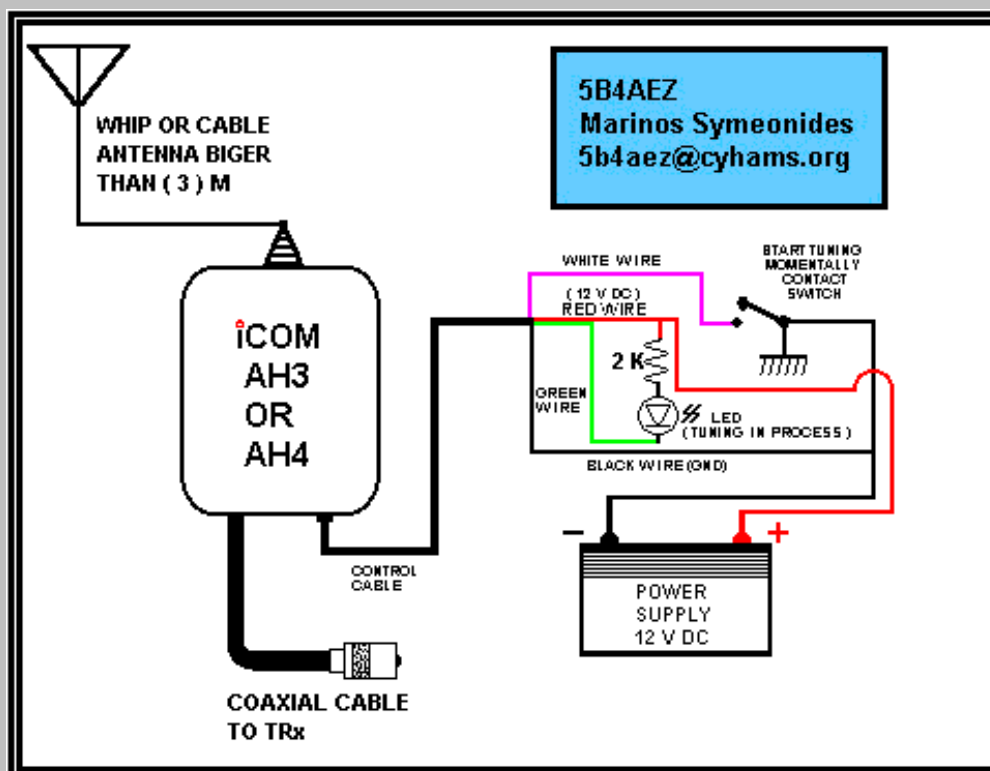 5B4AEZ
Marinos Symeonides
5b4aez@cyhams.org
WHIP OR CABLE
ANTENNA BIGER
THAN ( 3 ) M
iCOM
AH3
OR
AH4
WHITE WIRE
( 12 V DC )
RED WIRE
START TUNING
MOMENTALLY
CONTACT
SWITCH
2 K
GREEN
WIRE
LED
( TUNING IN PROCESS )
BLACK WIRE (GND)
CONTROL
CABLE
− +
POWER
SUPPLY
12 V DC
COAXIAL CABLE
TO TRx